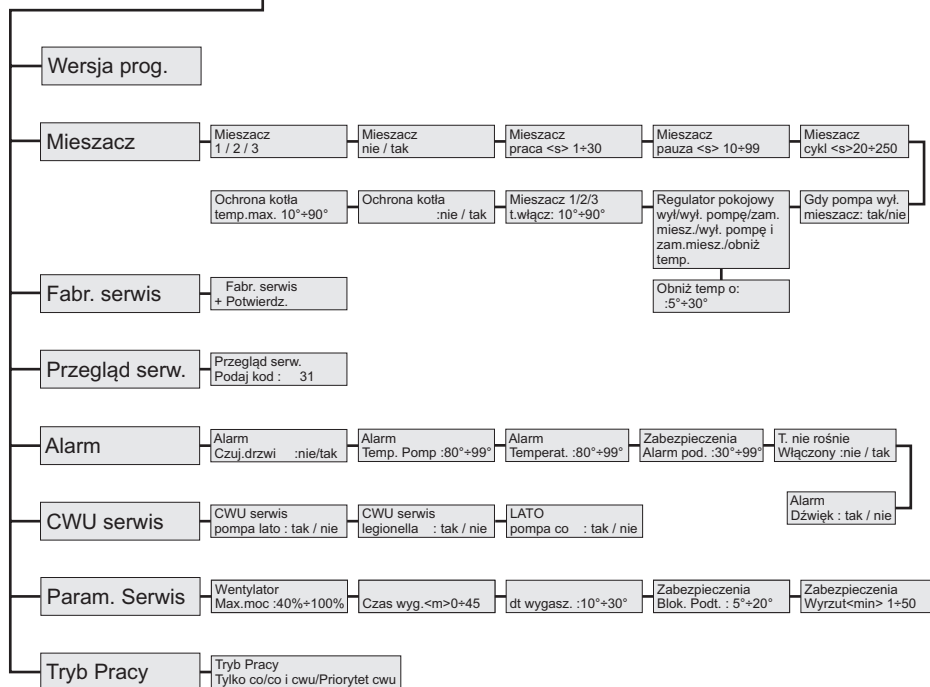 Wersja prog.
Mieszacz
Mieszacz
1 / 2 / 3
Mieszacz
nie / tak
Mieszacz
praca <s> 1÷30
Mieszacz
pauza <s> 10÷99
Mieszacz
cykl <s>20÷250
Gdy pompa wył.
mieszacz: tak/nie
Regulator pokojowy
wył/wył. pompę/zam.
miesz./wył. pompę i
zam.miesz./obniż
temp.
Obniż temp o:
:5°÷30°
Mieszacz 1/2/3
t.włącz: 10°÷90°
Ochrona kotła
:nie / tak
Ochrona kotła
temp.max. 10°÷90°
Fabr. serwis
Fabr. serwis
+ Potwierdz.
Przegląd serw.
Przegląd serw.
Podaj kod : 31
Alarm
Alarm
Czuj.drzwi :nie/tak
Alarm
Temp. Pomp :80°÷99°
Alarm
Temperat. :80°÷99°
Zabezpieczenia
Alarm pod. :30°÷99°
T. nie rośnie
Włączony :nie / tak
Alarm
Dźwięk : tak / nie
CWU serwis
CWU serwis
pompa lato : tak / nie
CWU serwis
legionella : tak / nie
LATO
pompa co : tak / nie
Param. Serwis
Wentylator
Max.moc :40%÷100%
Czas wyg.<m>0÷45
dt wygasz. :10°÷30°
Zabezpieczenia
Blok. Podt. : 5°÷20°
Zabezpieczenia
Wyrzut<min> 1÷50
Tryb Pracy
Tryb Pracy
Tylko co/co i cwu/Priorytet cwu